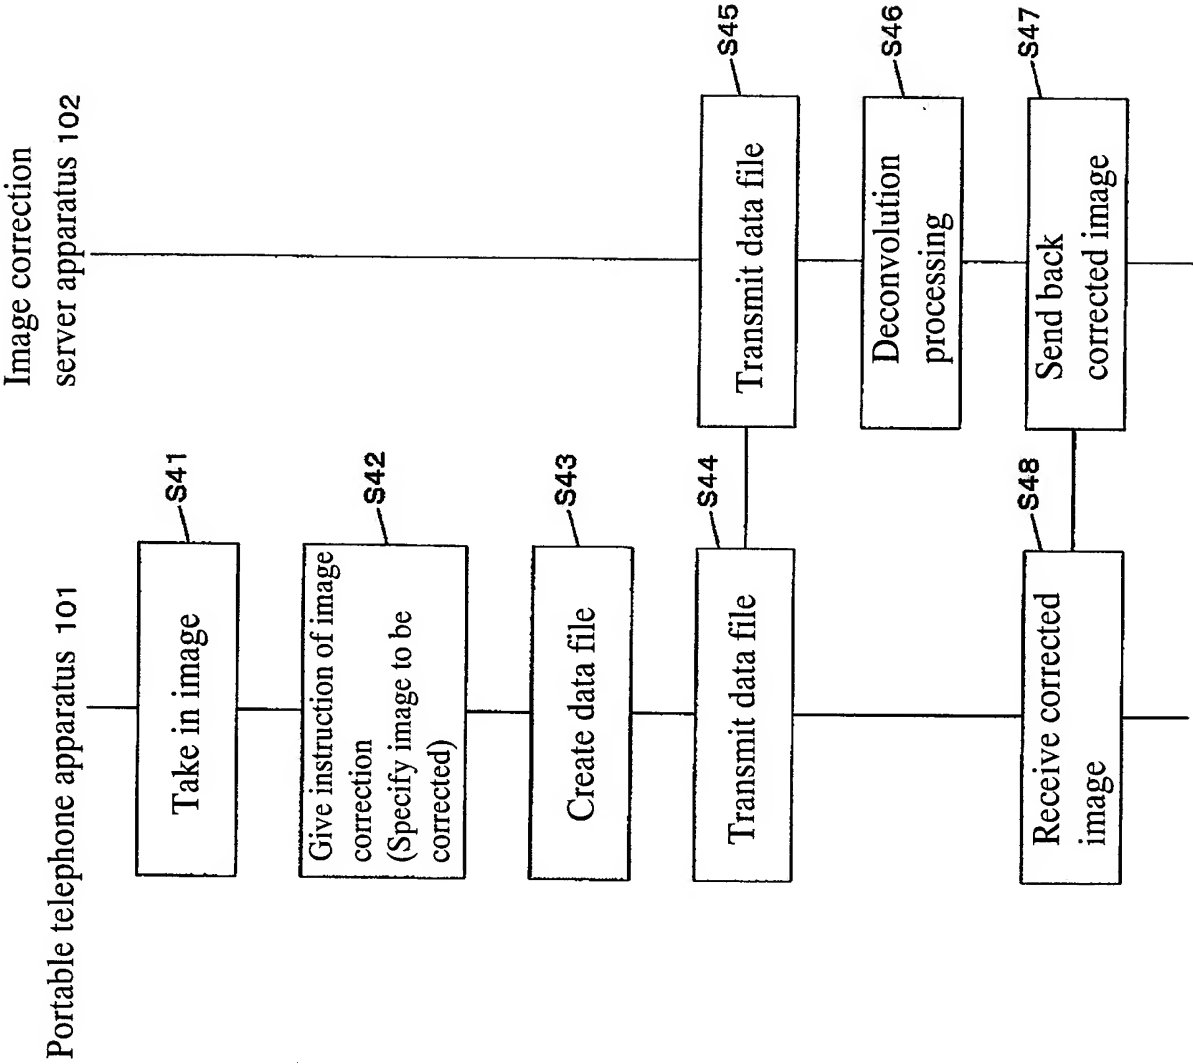 Portable telephone apparatus 101
Image correction
server apparatus 102
S41
Take in image
S42
Give instruction of image
correction
(Specify image to be
corrected)
S43
Create data file
S44
Transmit data file
S45
Transmit data file
S46
Deconvolution
processing
S47
Send back
corrected image
S48
Receive corrected
image